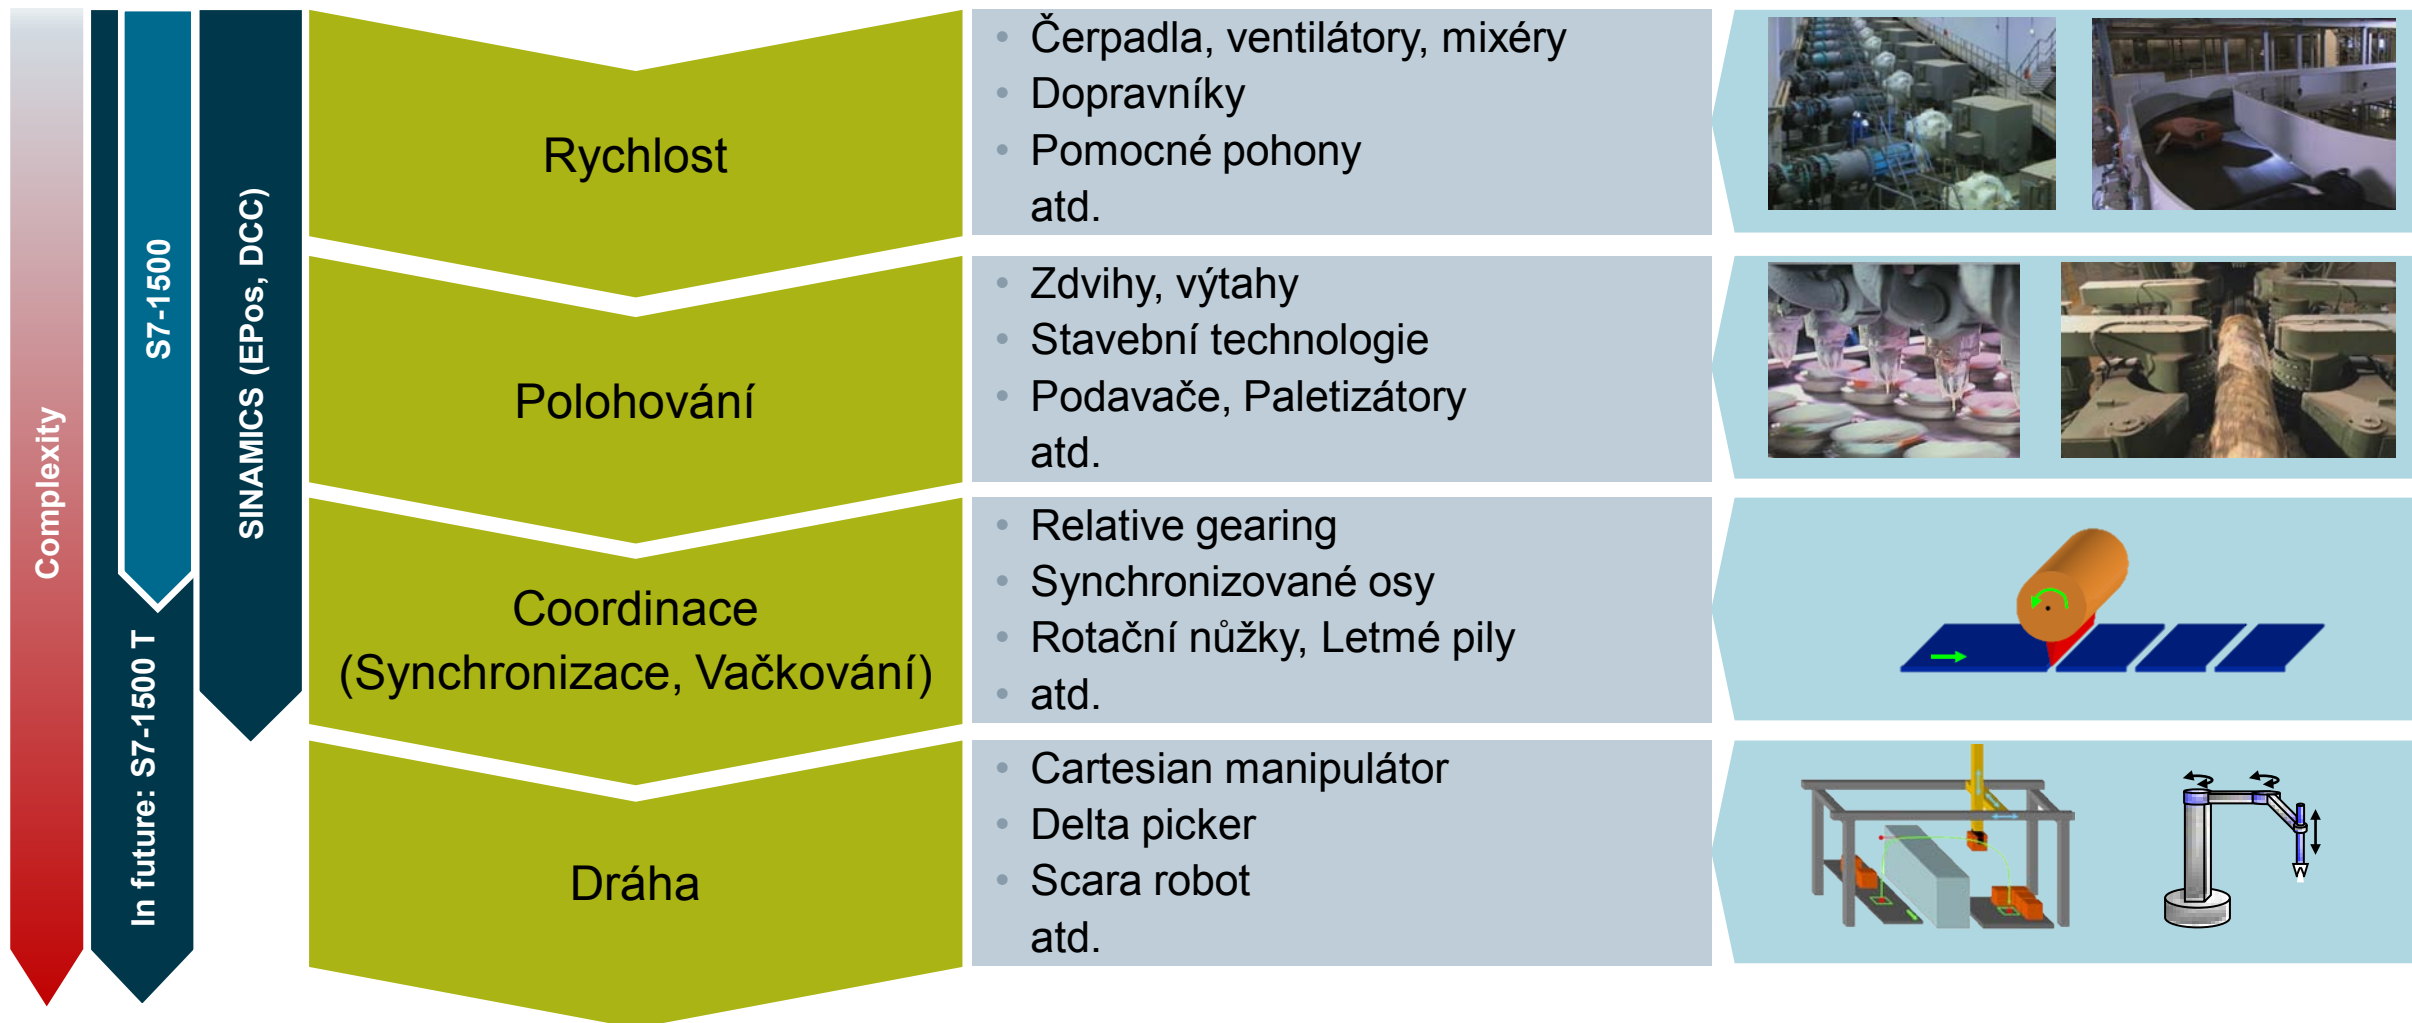 Complexity
In future: S7-1500 T
S7-1500
SINAMICS (EPos, DCC)
Rychlost
Čerpadla, ventilátory, mixéry
Dopravníky
Pomocné pohony
atd.
Polohování
Zdvihy, výtahy
Stavební technologie
Podavače, Paletizátory
atd.
Coordinace
(Synchronizace, Vačkování)
Relative gearing
Synchronizované osy
Rotační nůžky, Letmé pily
atd.
Dráha
Cartesian manipulátor
Delta picker
Scara robot
atd.